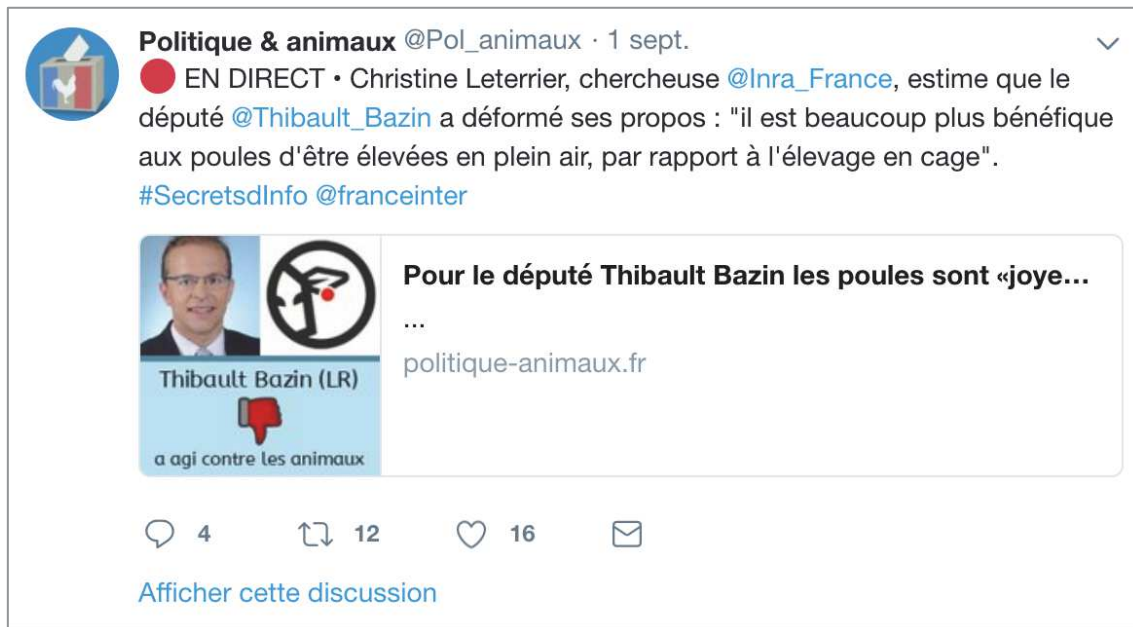 Politique & animaux @Pol_animaux · 1 sept.
🔴 EN DIRECT • Christine Leterrier, chercheuse @Inra_France, estime que le
député @Thibault_Bazin a déformé ses propos : "il est beaucoup plus bénéfique
aux poules d'être élevées en plein air, par rapport à l'élevage en cage".
#SecretsdInfo @franceinter
Pour le député Thibault Bazin les poules sont «joye...
...
politique-animaux.fr
Thibault Bazin (LR)
a agi contre les animaux
4 12 16
Afficher cette discussion